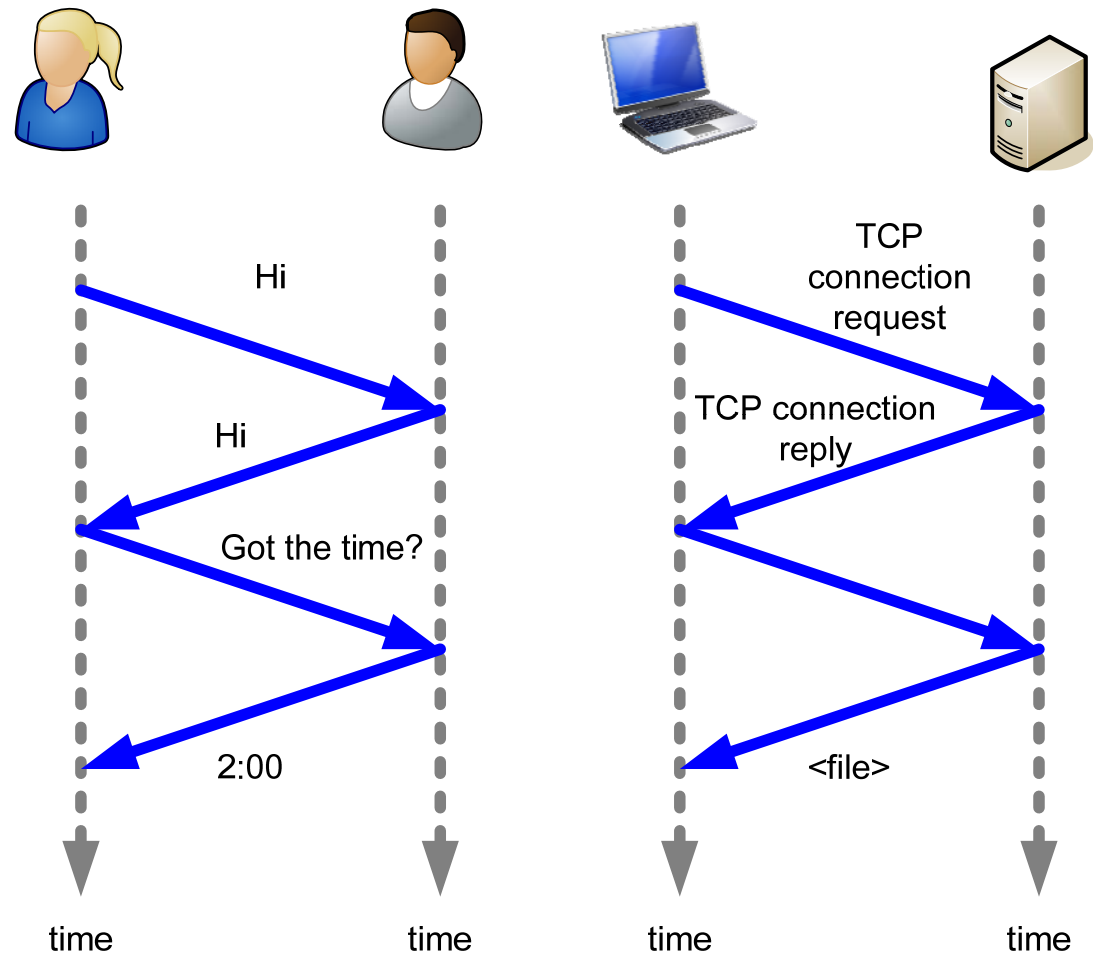 Hi
Hi
Got the time?
2:00
time
time
TCP
connection
request
TCP connection
reply
<file>
time
time